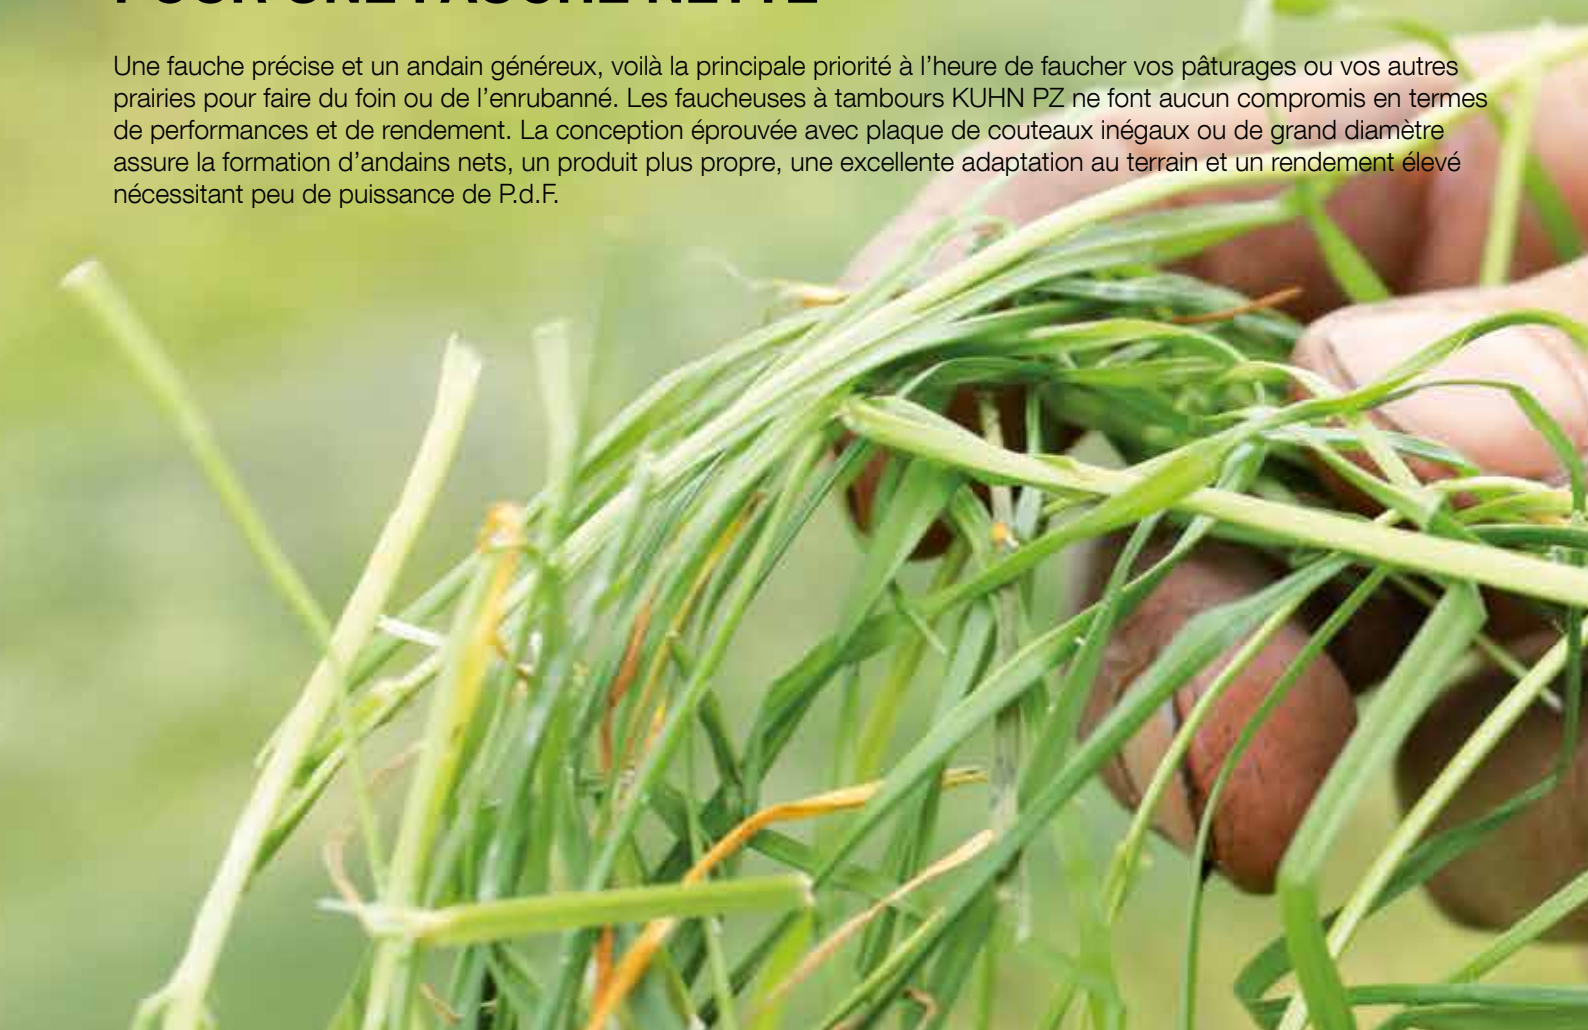 POUR UNE FAUCHE NETTE
Une fauche précise et un andain généreux, voilà la principale priorité à l'heure de faucher vos pâturages ou vos autres
prairies pour faire du foin ou de l'enrubanné. Les faucheuses à tambours KUHN PZ ne font aucun compromis en termes
de performances et de rendement. La conception éprouvée avec plaque de couteaux inégaux ou de grand diamètre
assure la formation d'andains nets, un produit plus propre, une excellente adaptation au terrain et un rendement élevé
nécessitant peu de puissance de P.d.F.